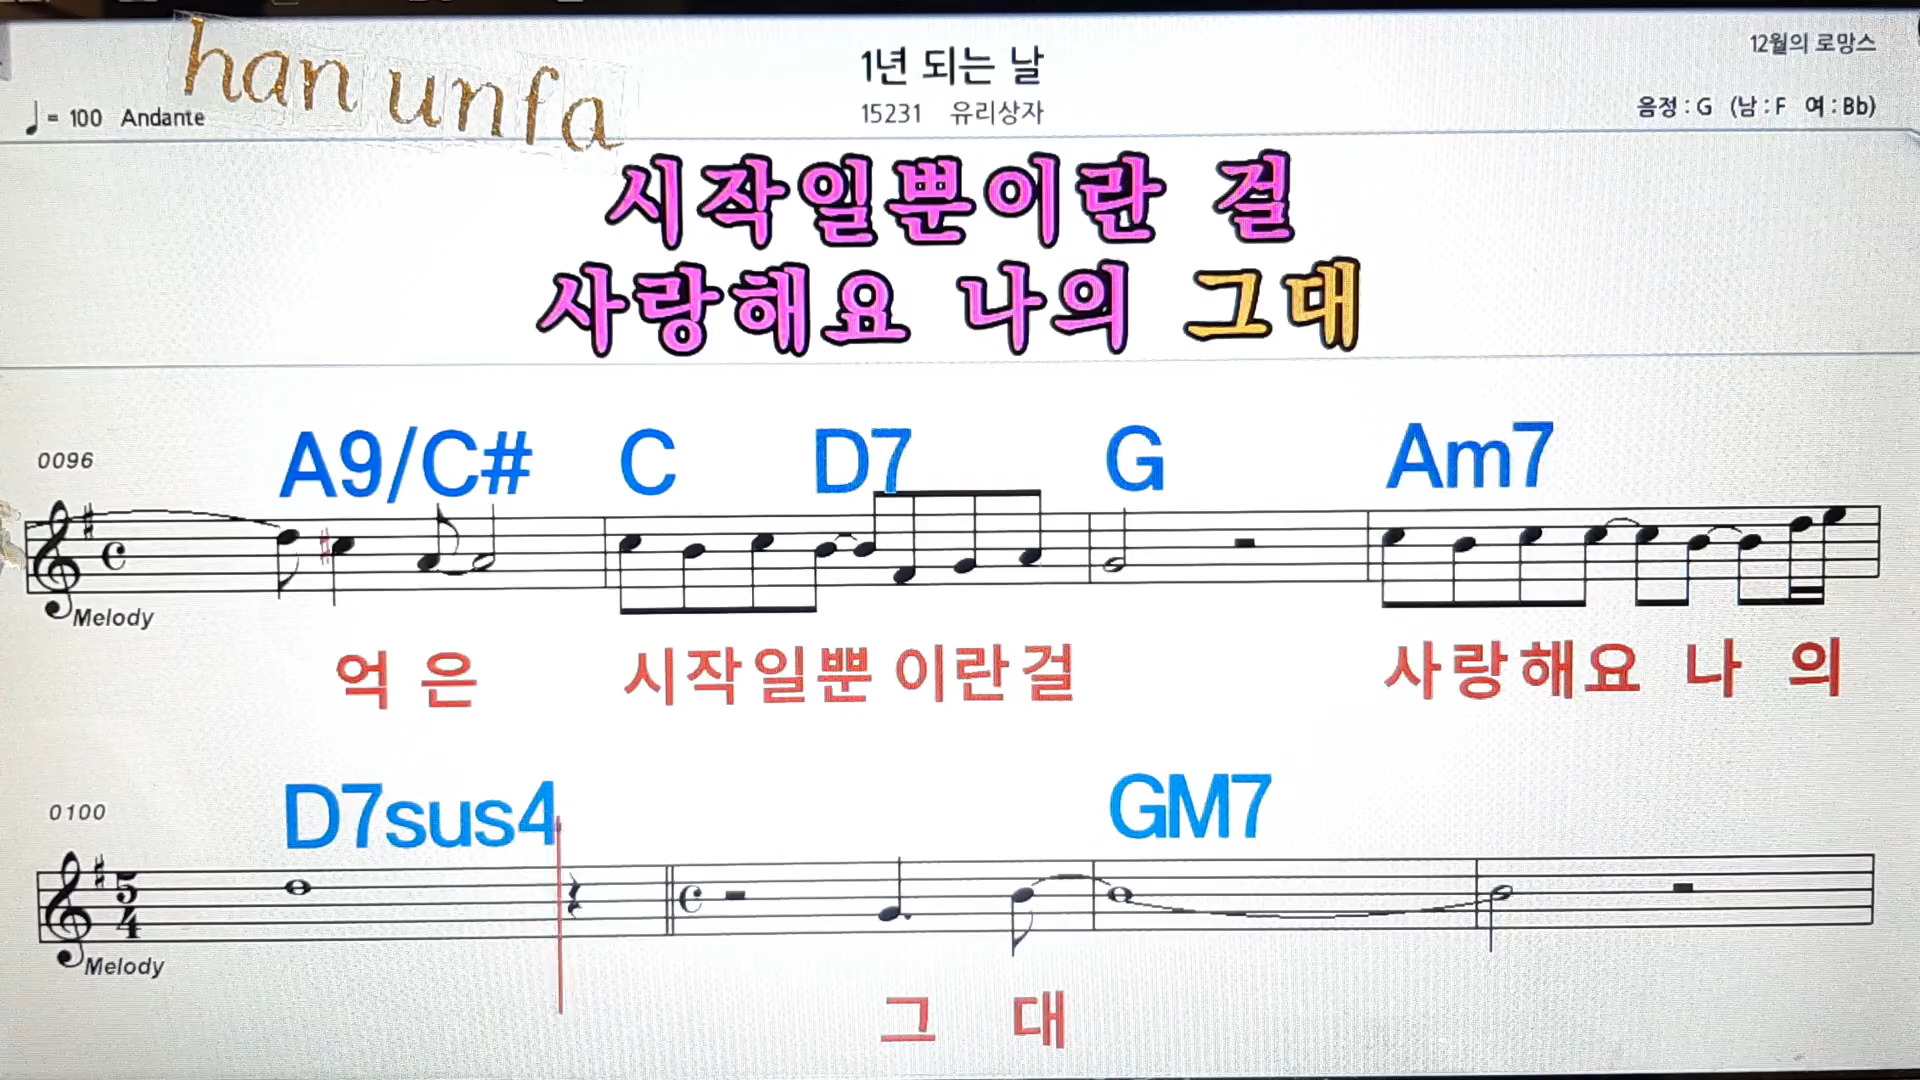 han unfa
1년 되는 날
12월의 로망스
♩= 100 Andante
15231 유리상자
음정 : G (남 : F 여 : Bb)
시작일뿐이란 걸
사랑해요 나의 그대
0096
A9/C# C D7 G Am7
Melody
억 은 시작일뿐 이란걸 사랑해요 나 의
0100
D7sus4 GM7
5
4
Melody
그 대